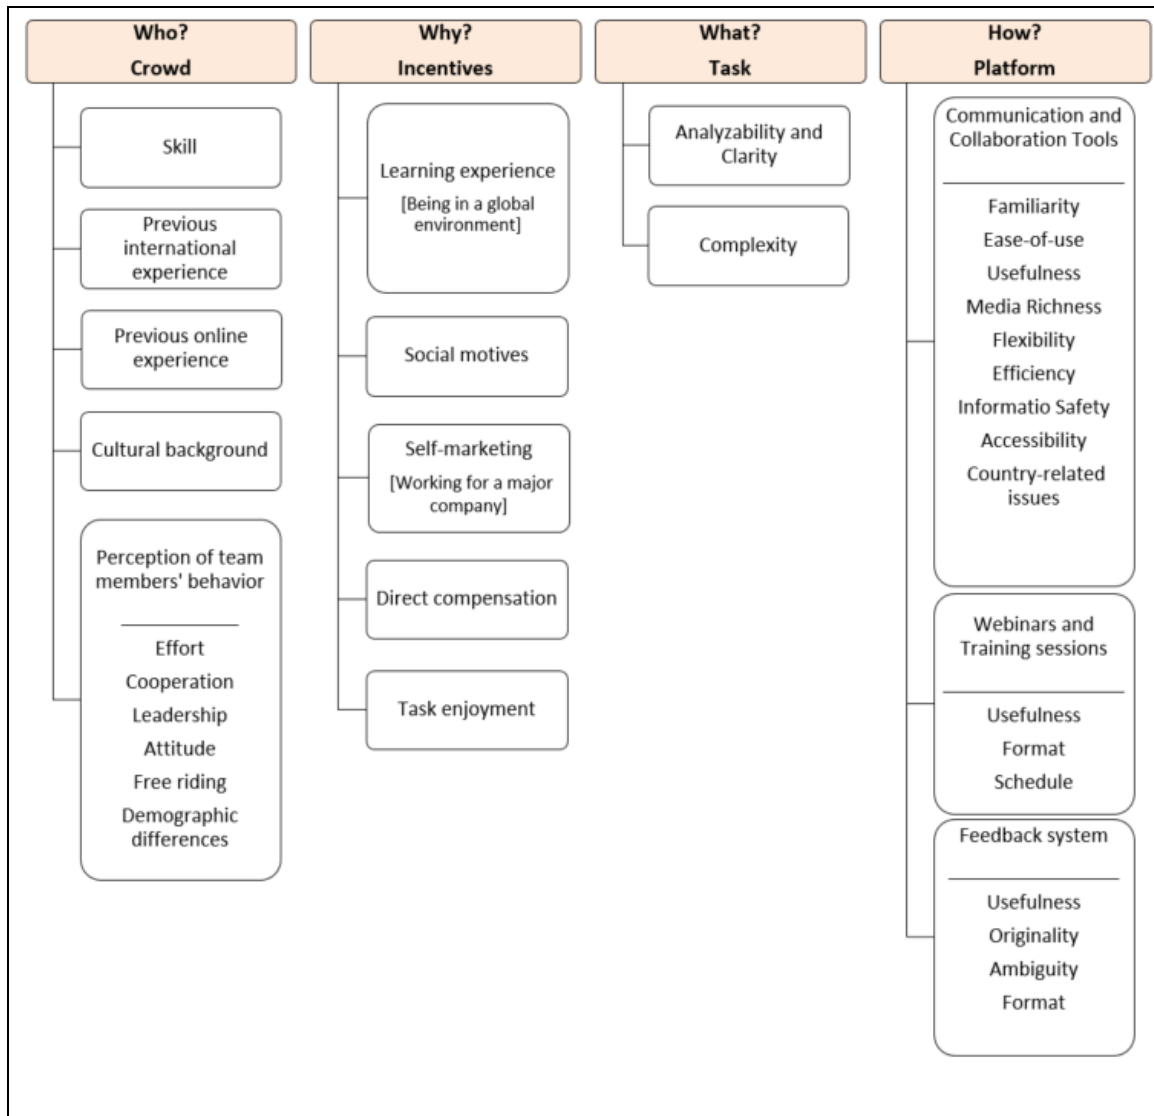 Who?
Crowd
Skill
Previous
international
experience
Previous online
experience
Cultural background
Perception of team
members' behavior
Effort
Cooperation
Leadership
Attitude
Free riding
Demographic
differences
Why?
Incentives
Learning experience
[Being in a global
environment]
Social motives
Self-marketing
[Working for a major
company]
Direct compensation
Task enjoyment
What?
Task
Analyzability and
Clarity
Complexity
How?
Platform
Communication and
Collaboration Tools
Familiarity
Ease-of-use
Usefulness
Media Richness
Flexibility
Efficiency
Informatio Safety
Accessibility
Country-related
issues
Webinars and
Training sessions
Usefulness
Format
Schedule
Feedback system
Usefulness
Originality
Ambiguity
Format